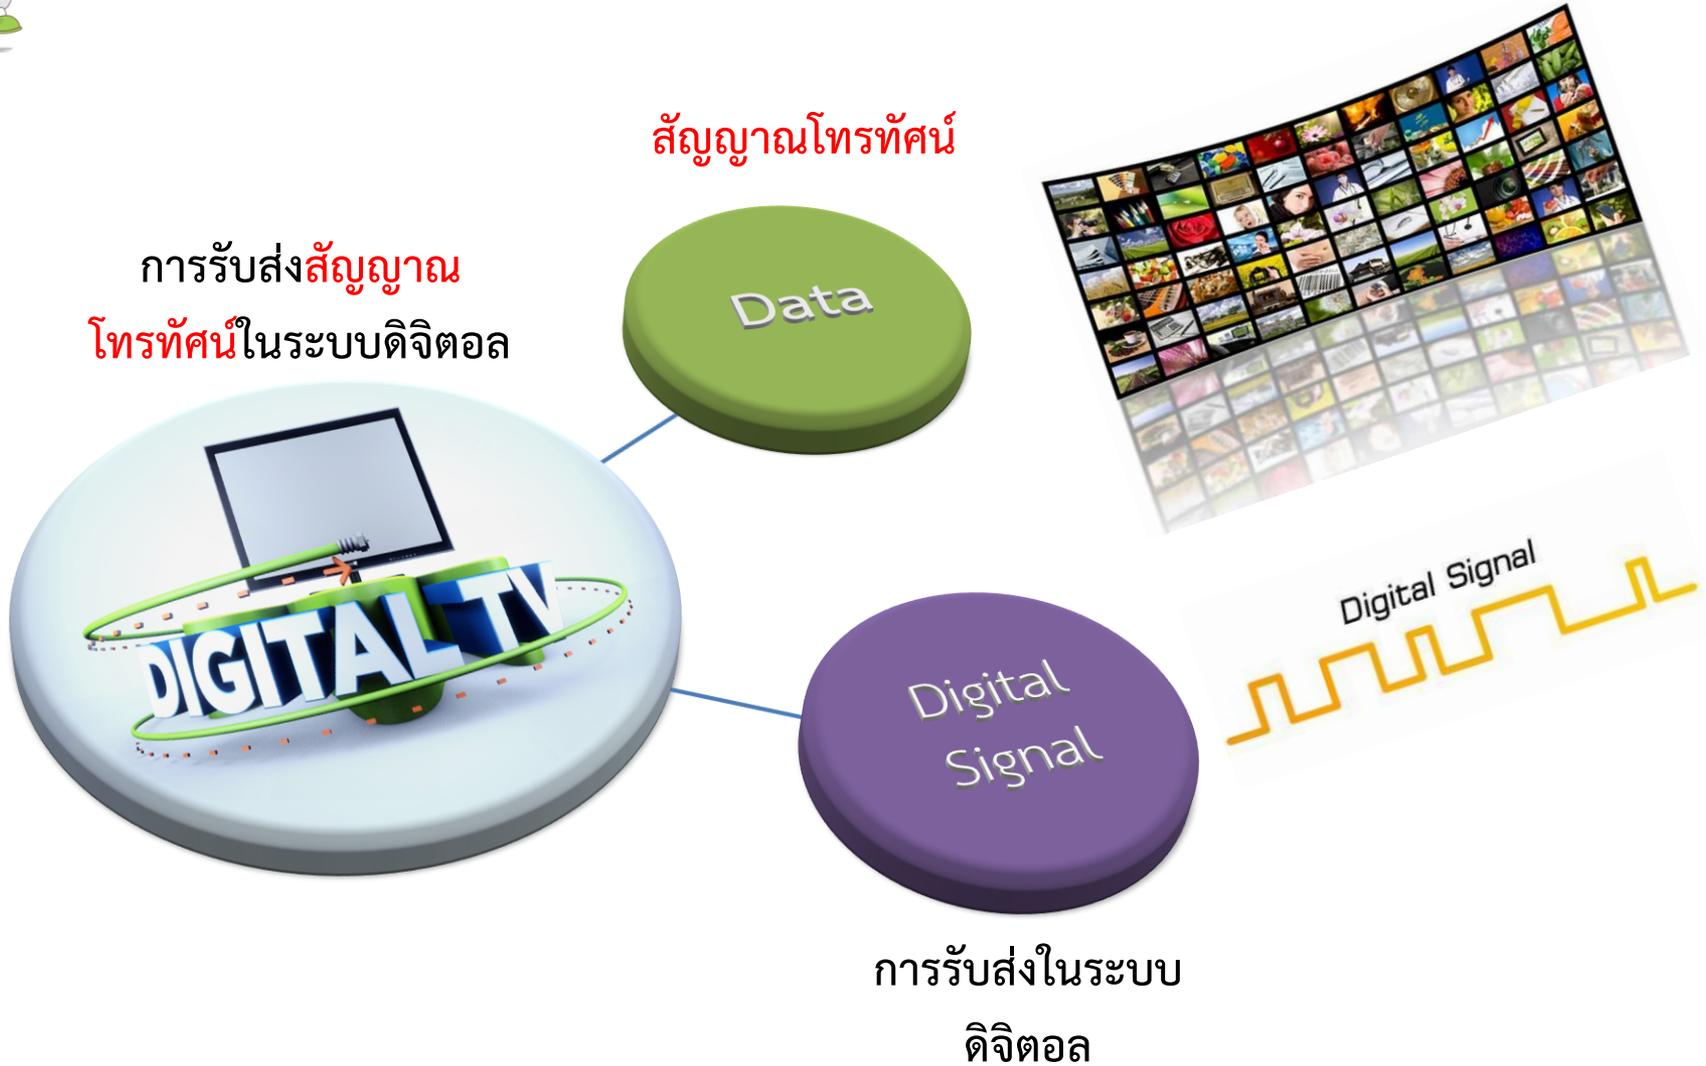 สัญญาณโทรทัศน์
การรับส่งสัญญาณ
โทรทัศน์ในระบบดิจิตอล
Data
DIGITAL TV
Digital Signal
Digital
Signal
การรับส่งในระบบ
ดิจิตอล